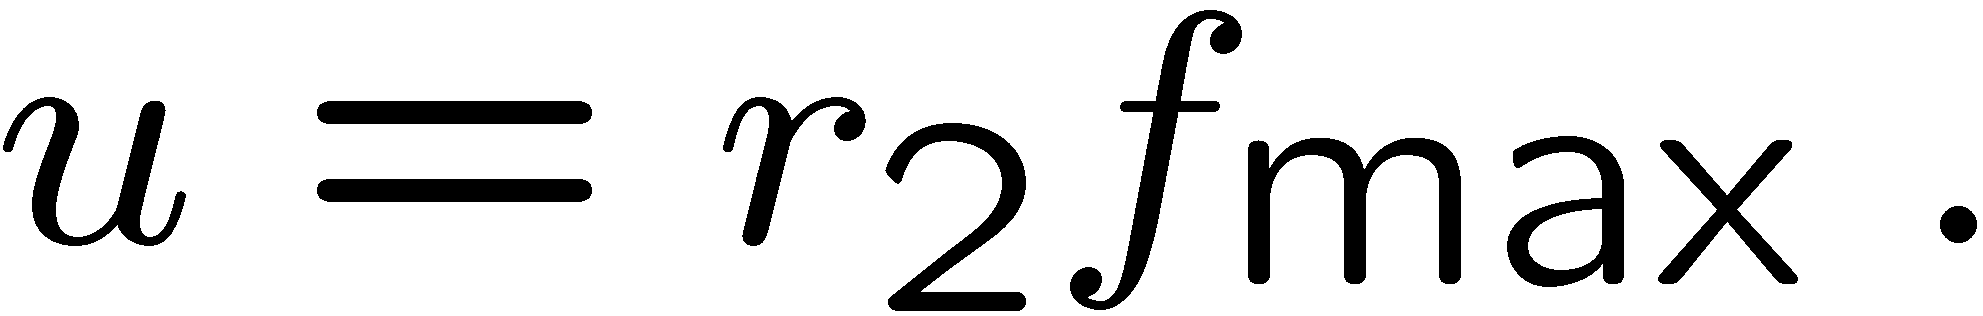 u = r₂fmax .